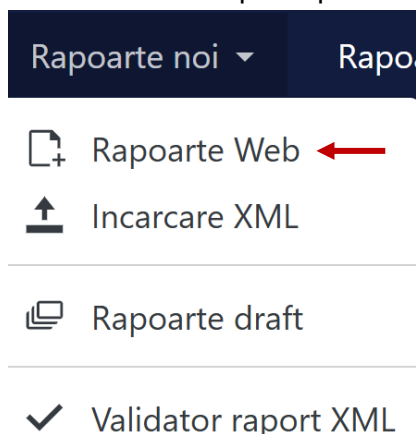 Rapoarte noi
Rapoarte Web
Incarcare XML
Rapoarte draft
Validator raport XML